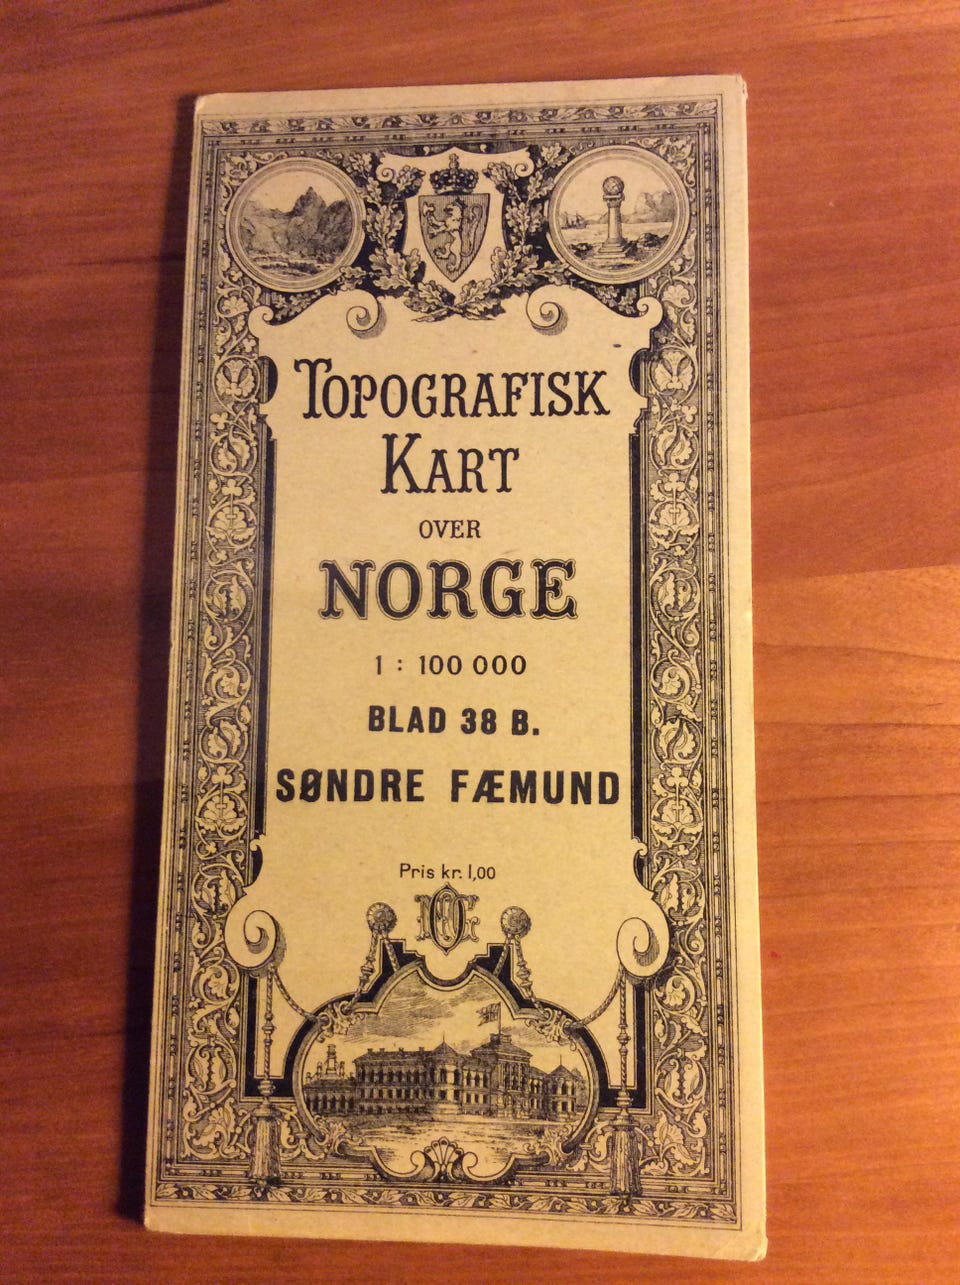 TOPOGRAFISK
KART
OVER
NORGE
1 : 100 000
BLAD 38 B.
SØNDRE FÆMUND
Pris kr. 1,00